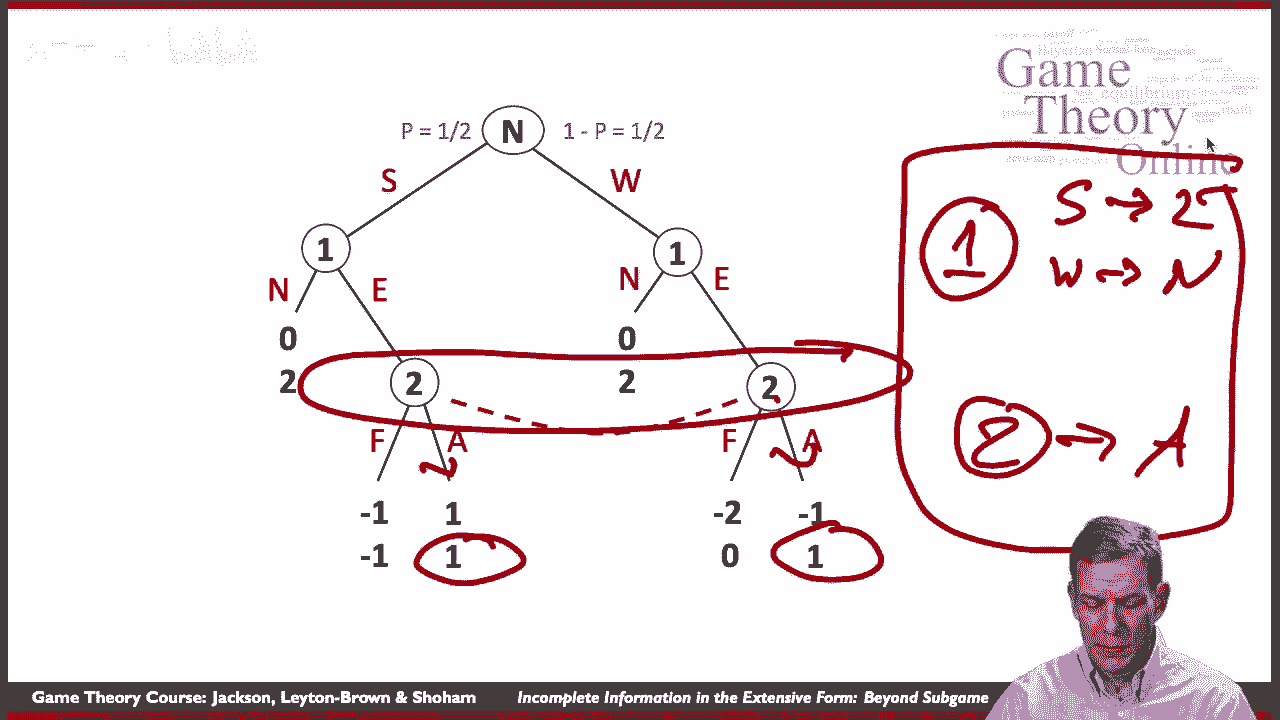 Game
Theory
Online
P = 1/2 N 1 - P = 1/2
S W
1 1
N E N E
0 0
2 2
2 2
F A F A
-1 1 -2 -1
-1 1 0 1
1 S →
W → N
2 → A
Game Theory Course: Jackson, Leyton-Brown & Shoham Incomplete Information in the Extensive Form: Beyond Subgame